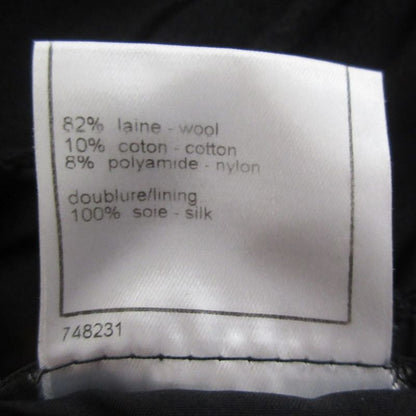 82% laine - wool
10% coton - cotton
8% polyamide - nylon
doublure/lining
100% soie - silk
748231